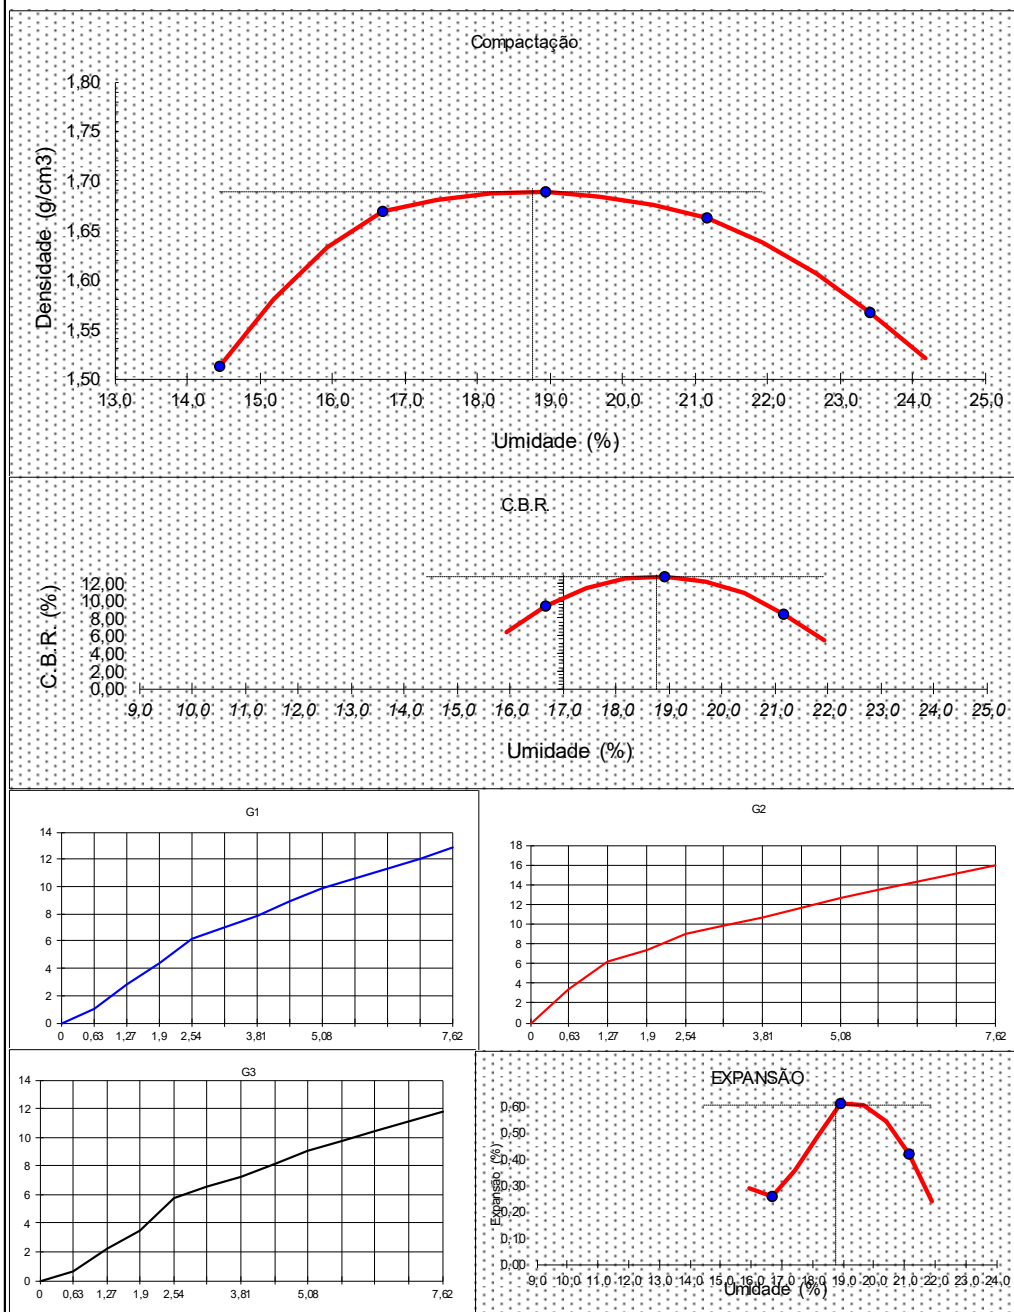 Compactação
1,80
1,75
1,70
1,65
1,60
1,55
1,50
Densidade (g/cm3)
13,0 14,0 15,0 16,0 17,0 18,0 19,0 20,0 21,0 22,0 23,0 24,0 25,0
Umidade (%)
C.B.R.
12,00
10,00
8,00
6,00
4,00
2,00
0,00
C.B.R. (%)
9,0 10,0 11,0 12,0 13,0 14,0 15,0 16,0 17,0 18,0 19,0 20,0 21,0 22,0 23,0 24,0 25,0
Umidade (%)
G1
14
12
10
8
6
4
2
0
0 0,63 1,27 1,9 2,54 3,81 5,08 7,62
G2
18
16
14
12
10
8
6
4
2
0
0 0,63 1,27 1,9 2,54 3,81 5,08 7,62
G3
14
12
10
8
6
4
2
0
0 0,63 1,27 1,9 2,54 3,81 5,08 7,62
EXPANSÃO
0,60
0,50
0,40
0,30
0,20
0,10
0,00
Expansão (%)
9,0 10,0 11,0 12,0 13,0 14,0 15,0 16,0 17,0 18,0 19,0 20,0 21,0 22,0 23,0 24,0
Umidade (%)